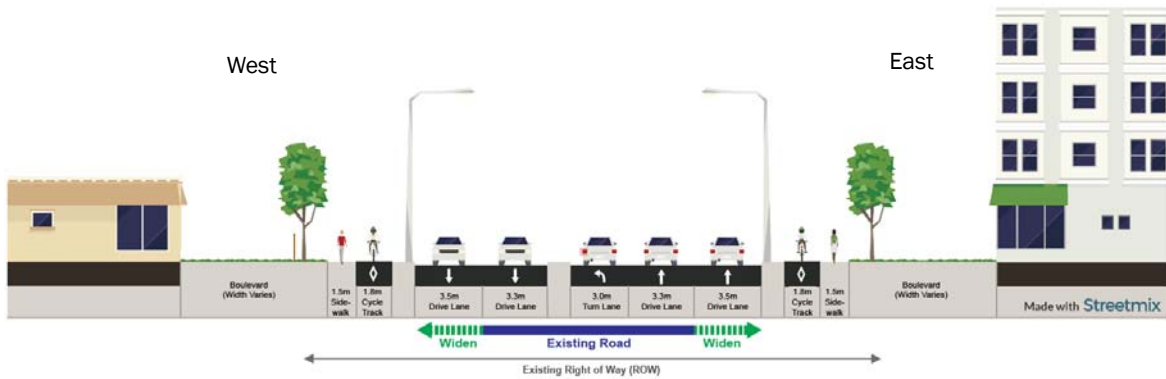 West
East
Boulevard
(Width Varies)
1.5m
Side-
walk
1.8m
Cycle
Track
3.5m
Drive Lane
3.3m
Drive Lane
3.0m
Turn Lane
3.3m
Drive Lane
3.5m
Drive Lane
1.8m
Cycle
Track
1.5m
Side-
walk
Boulevard
(Width Varies)
Made with Streetmix
Widen
Existing Road
Widen
Existing Right of Way (ROW)